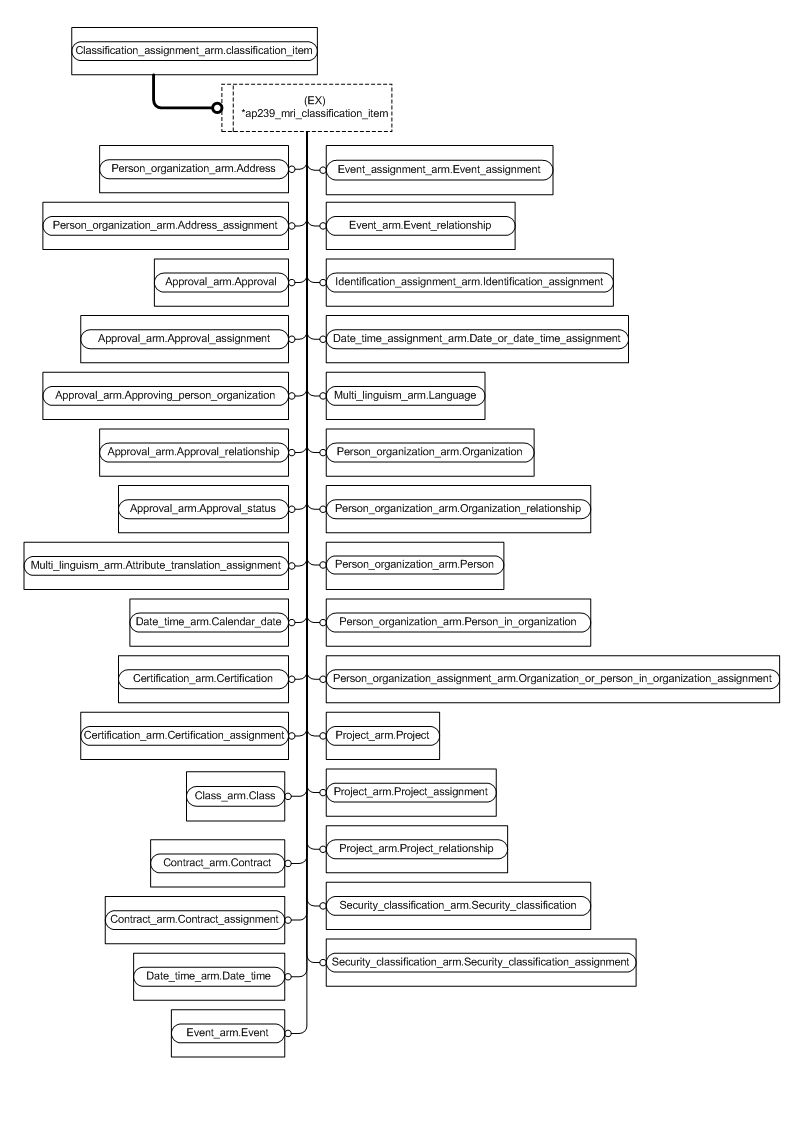 Classification_assignment_arm.classification_item
(EX)
*ap239_mri_classification_item
Person_organization_arm.Address
Event_assignment_arm.Event_assignment
Person_organization_arm.Address_assignment
Event_arm.Event_relationship
Approval_arm.Approval
Identification_assignment_arm.Identification_assignment
Approval_arm.Approval_assignment
Date_time_assignment_arm.Date_or_date_time_assignment
Approval_arm.Approving_person_organization
Multi_linguism_arm.Language
Approval_arm.Approval_relationship
Person_organization_arm.Organization
Approval_arm.Approval_status
Person_organization_arm.Organization_relationship
Multi_linguism_arm.Attribute_translation_assignment
Person_organization_arm.Person
Date_time_arm.Calendar_date
Person_organization_arm.Person_in_organization
Certification_arm.Certification
Person_organization_assignment_arm.Organization_or_person_in_organization_assignment
Certification_arm.Certification_assignment
Project_arm.Project
Class_arm.Class
Project_arm.Project_assignment
Contract_arm.Contract
Project_arm.Project_relationship
Contract_arm.Contract_assignment
Security_classification_arm.Security_classification
Date_time_arm.Date_time
Security_classification_arm.Security_classification_assignment
Event_arm.Event